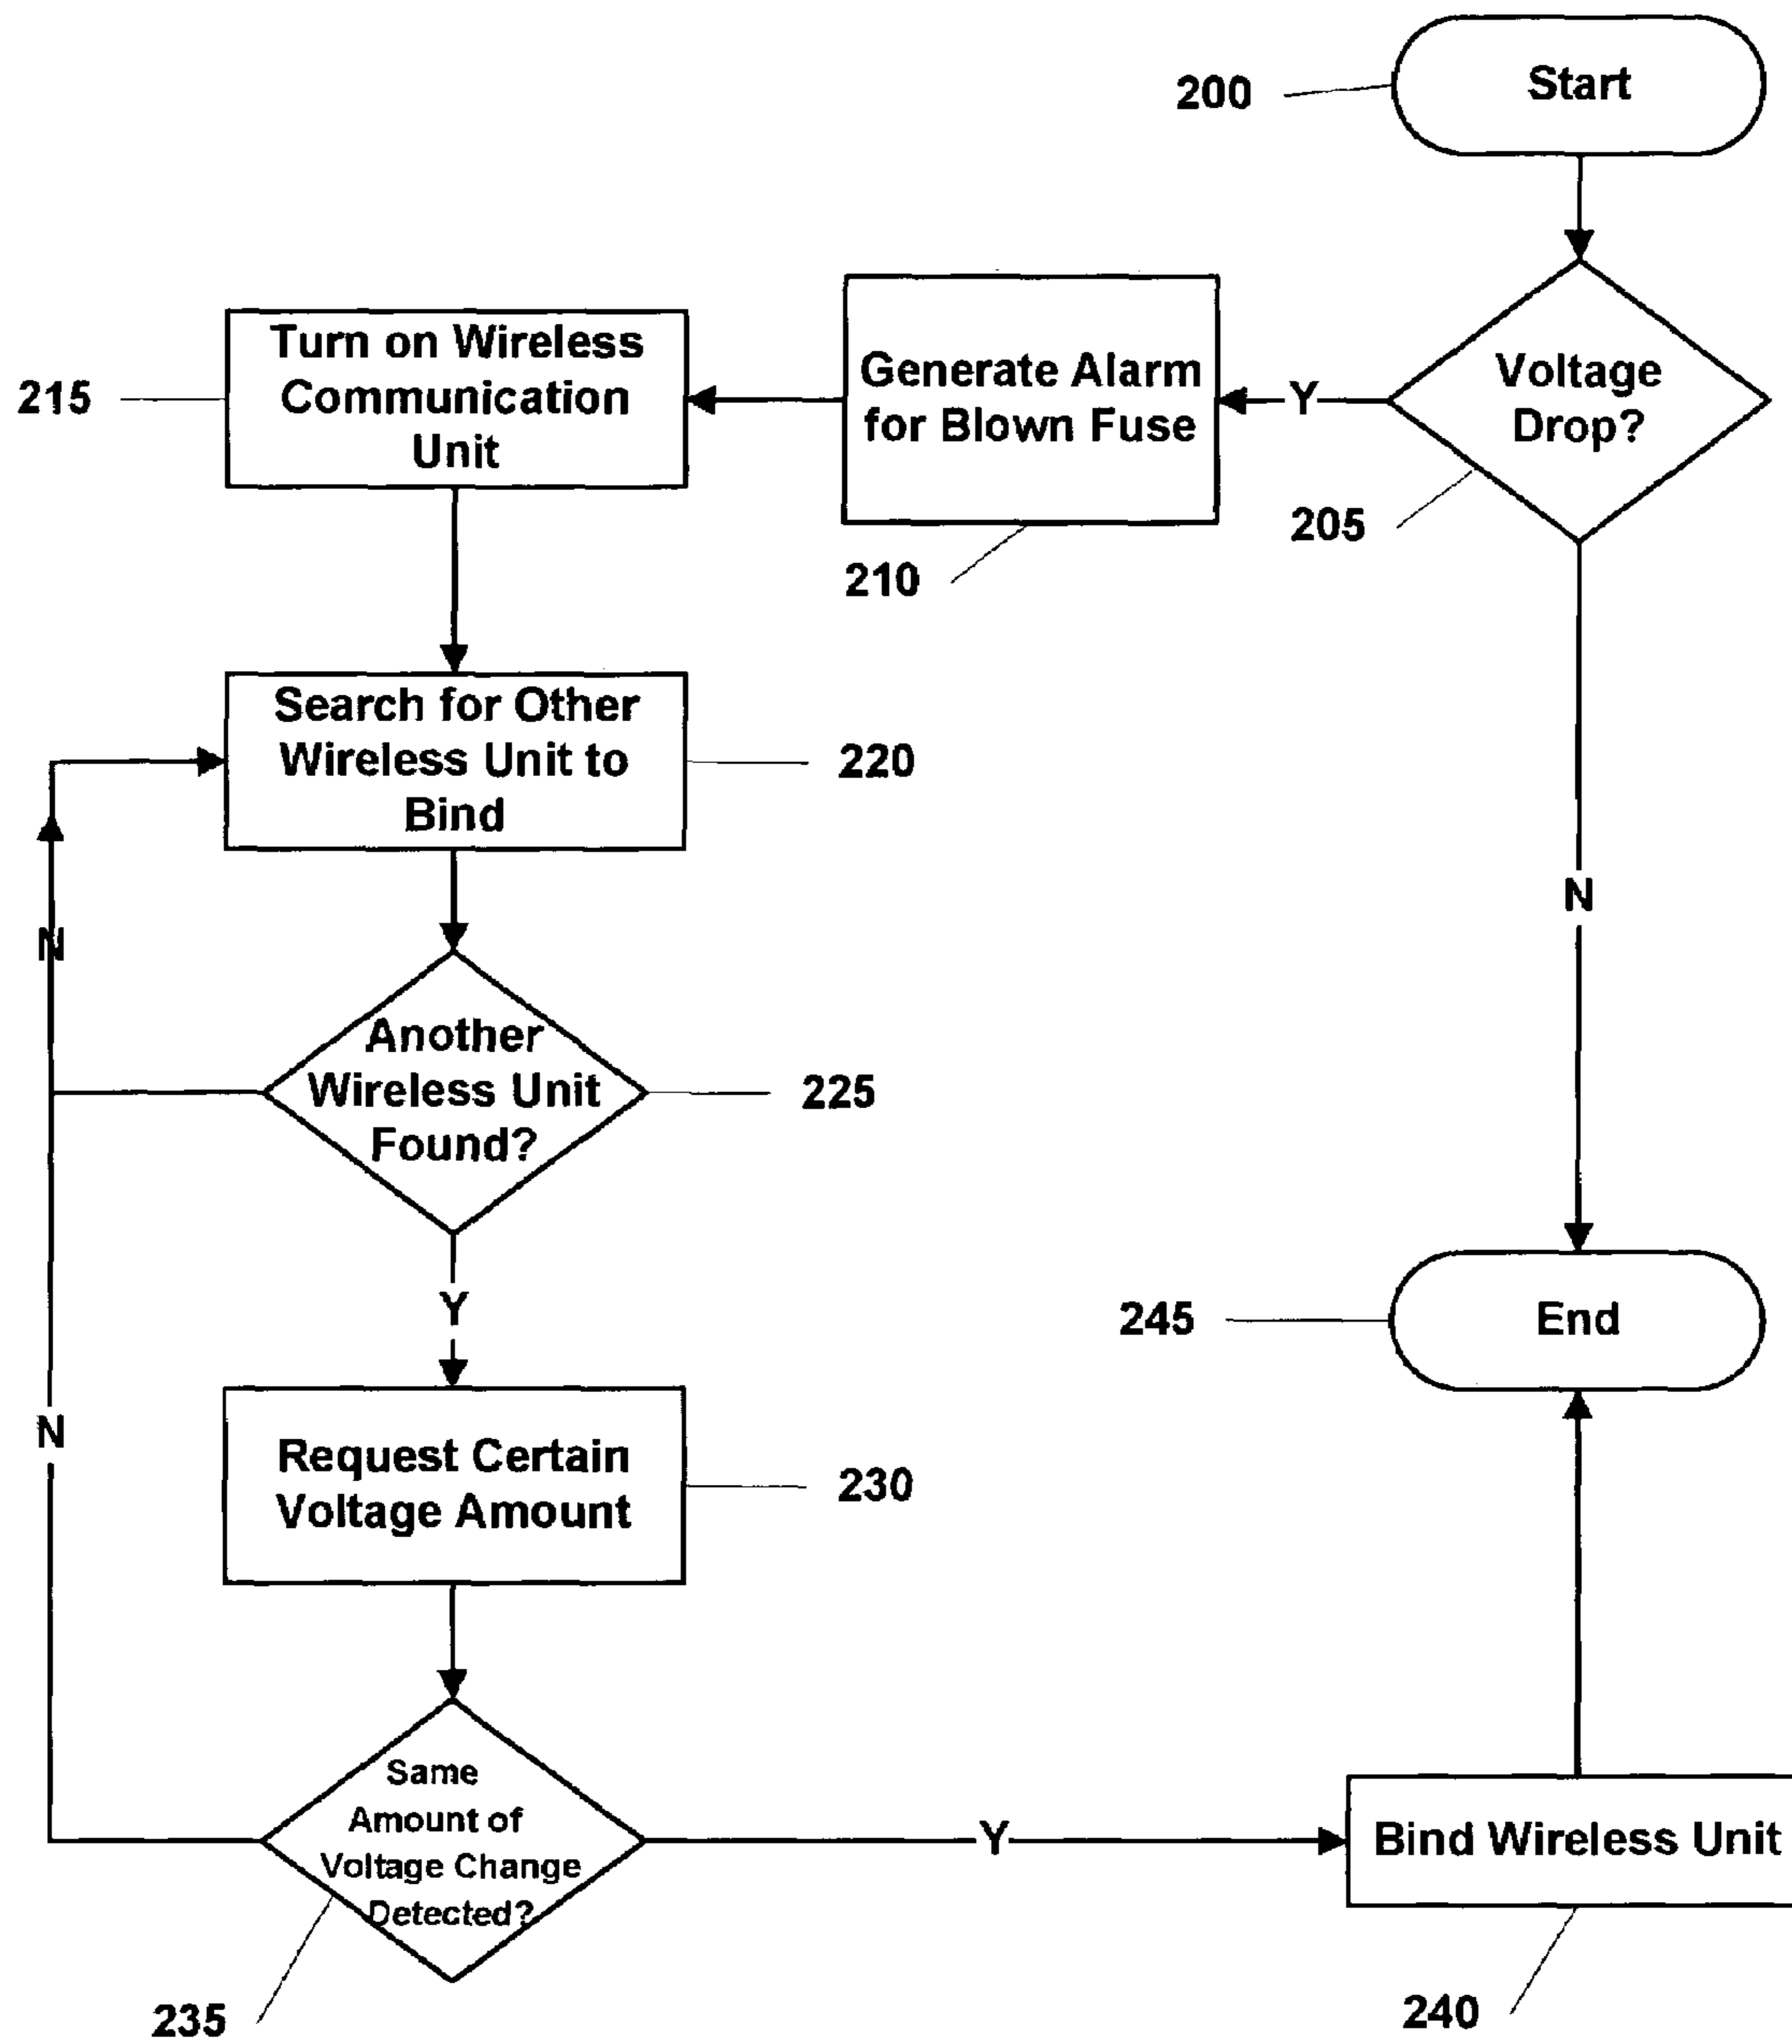 200
Start
Voltage
Drop?
205
Y
Generate Alarm
for Blown Fuse
210
Turn on Wireless
Communication
Unit
215
Search for Other
Wireless Unit to
Bind
220
N
Another
Wireless Unit
Found?
225
N
Y
245
End
N
Request Certain
Voltage Amount
230
Same
Amount of
Voltage Change
Detected?
235
Y
Bind Wireless Unit
240